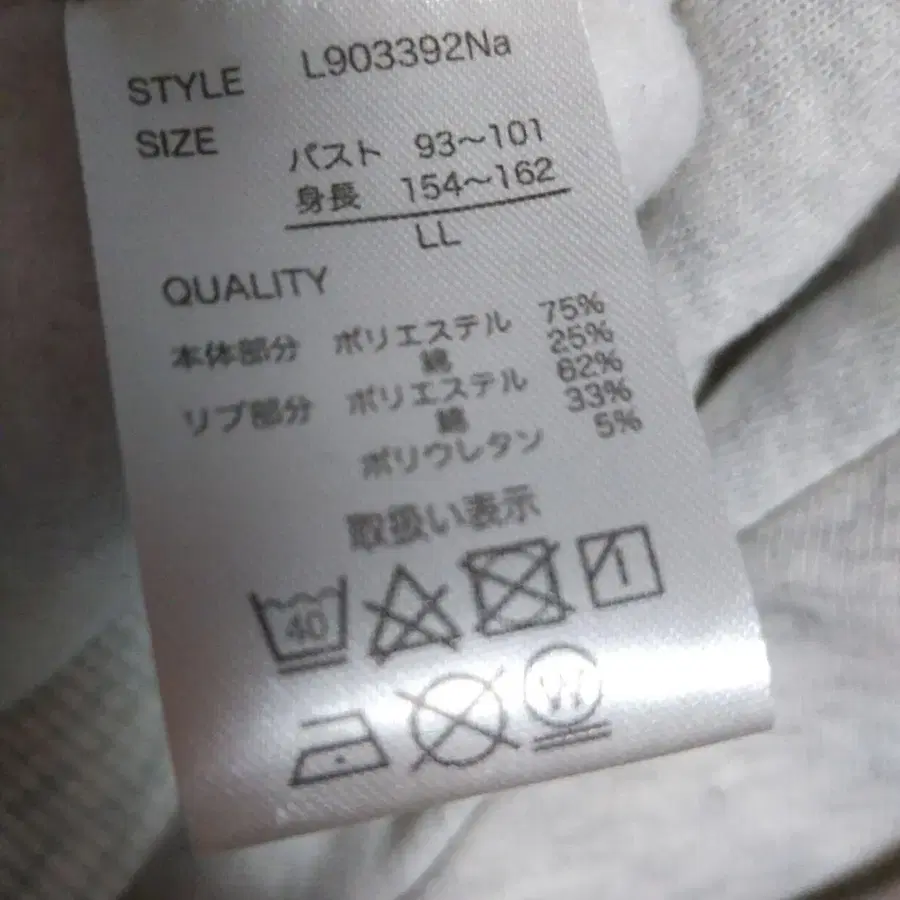 STYLE L903392Na
SIZE バスト 93～101
身長 154～162
LL
QUALITY
本体部分 ポリエステル 75%
綿 25%
リブ部分 ポリエステル 62%
綿 33%
ポリウレタン 5%
取扱い表示
40
W